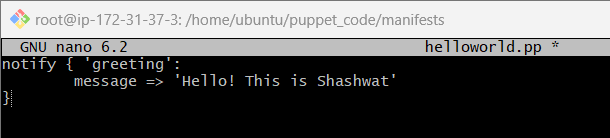 root@ip-172-31-37-3: /home/ubuntu/puppet_code/manifests
GNU nano 6.2 helloworld.pp *
notify { 'greeting':
        message => 'Hello! This is Shashwat'
}